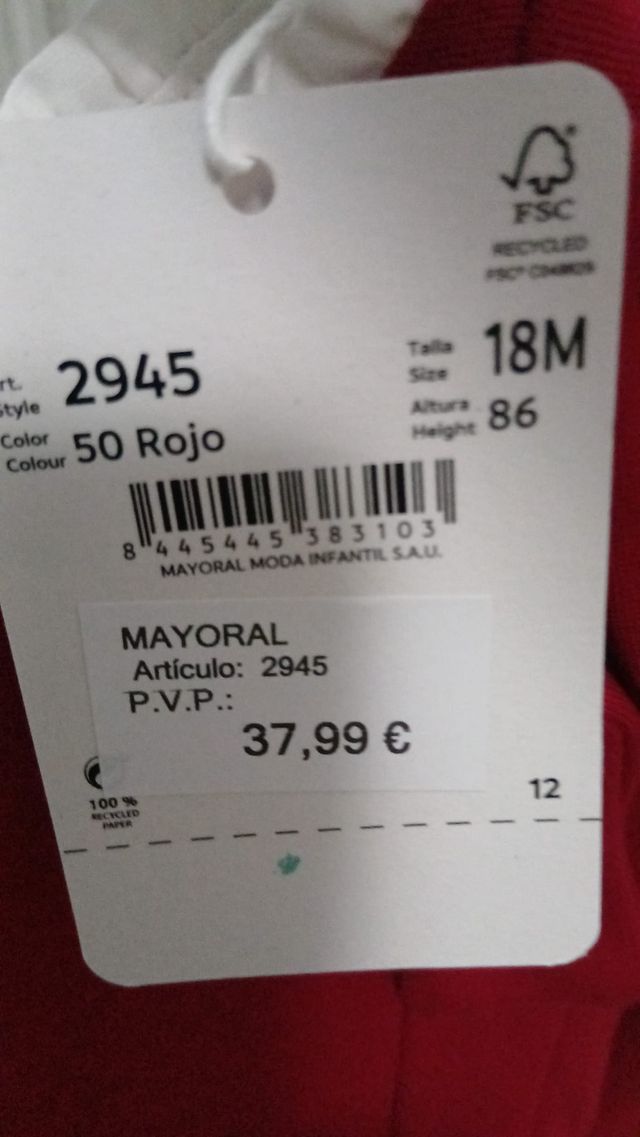 FSC
RECYCLED
rt.
Style 2945
Color
Colour 50 Rojo
Talla
Size 18M
Altura
Height 86
8 445445 383103
MAYORAL MODA INFANTIL S.A.U.
MAYORAL
Artículo: 2945
P.V.P.:
37,99 €
100 %
RECYCLED
PAPER
12